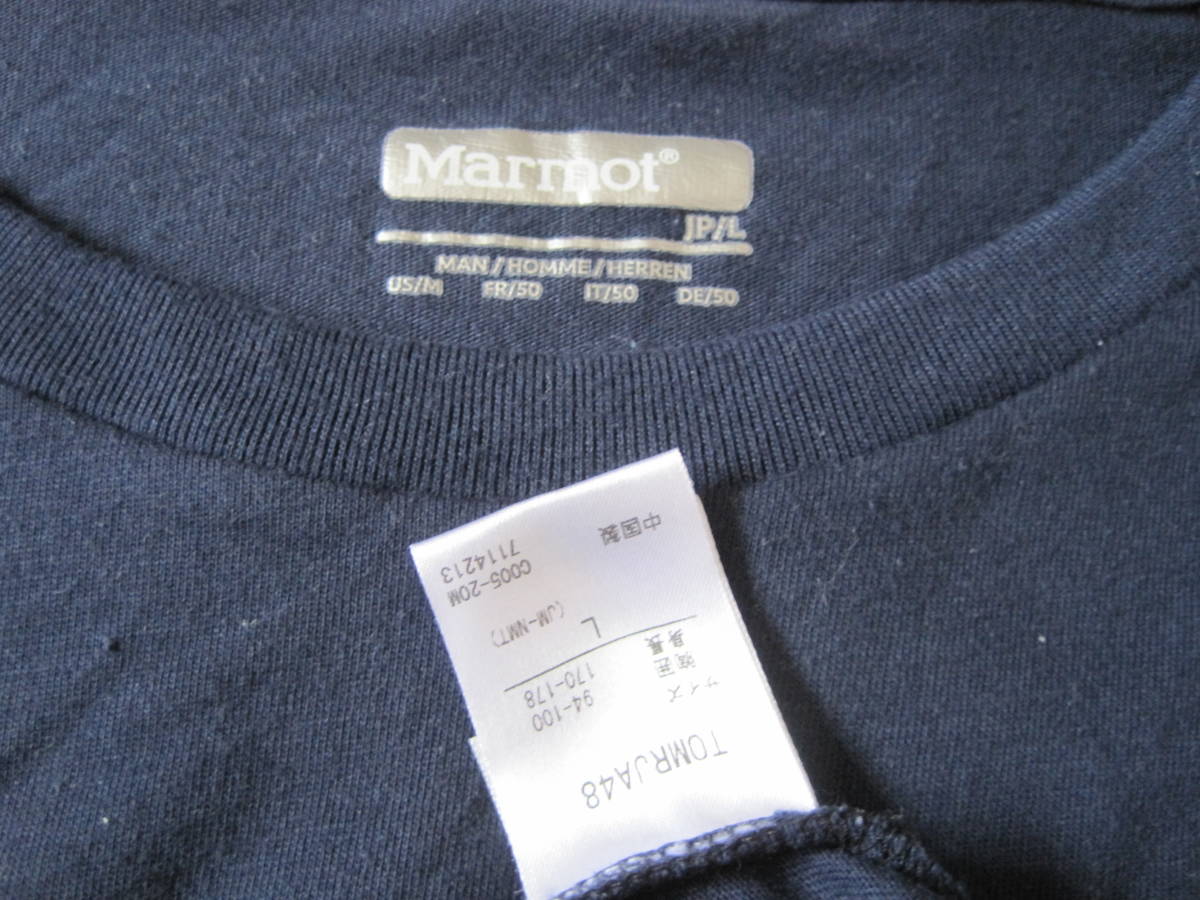 Marmot®
JP/L
MAN/HOMME/HERREN
US/M FR/50 IT/50 DE/50
TOMRJA48
サイズ
胸囲 94-100
身長 170-178
L
(JM-NMT)
C005-20M
7114213
中国製